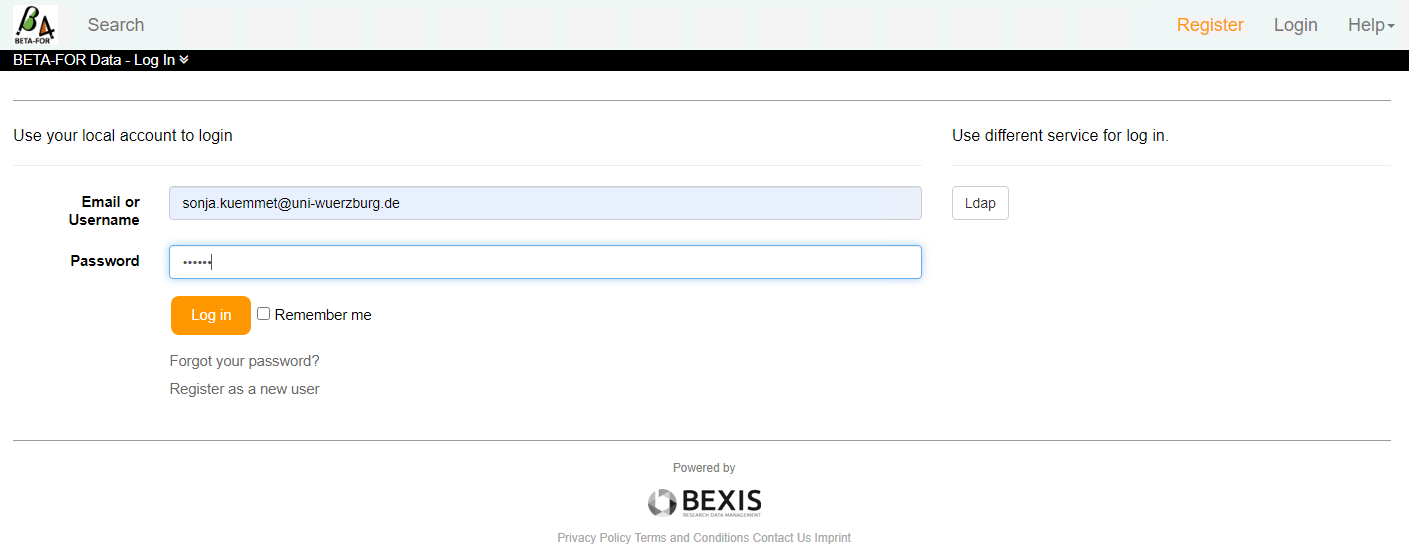 BETA-FOR Search Register Login Help
BETA-FOR Data - Log In
Use your local account to login
Use different service for log in.
Email or Username
sonja.kuemmet@uni-wuerzburg.de
Ldap
Password
••••••
Log in Remember me
Forgot your password?
Register as a new user
Powered by
BEXIS
RESEARCH DATA MANAGEMENT
Privacy Policy Terms and Conditions Contact Us Imprint